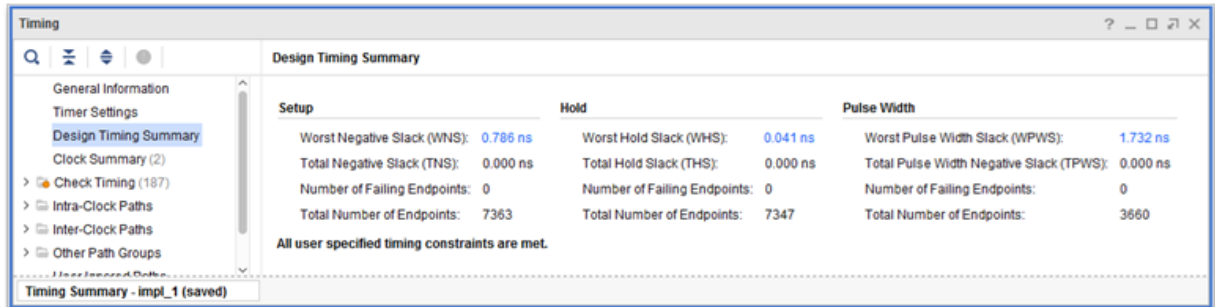 Timing
Design Timing Summary
General Information
Timer Settings
Design Timing Summary
Clock Summary (2)
Check Timing (187)
Intra-Clock Paths
Inter-Clock Paths
Other Path Groups
User Ignored Paths
Setup
Worst Negative Slack (WNS): 0.786 ns
Total Negative Slack (TNS): 0.000 ns
Number of Failing Endpoints: 0
Total Number of Endpoints: 7363
Hold
Worst Hold Slack (WHS): 0.041 ns
Total Hold Slack (THS): 0.000 ns
Number of Failing Endpoints: 0
Total Number of Endpoints: 7347
Pulse Width
Worst Pulse Width Slack (WPWS): 1.732 ns
Total Pulse Width Negative Slack (TPWS): 0.000 ns
Number of Failing Endpoints: 0
Total Number of Endpoints: 3660
All user specified timing constraints are met.
Timing Summary - impl_1 (saved)